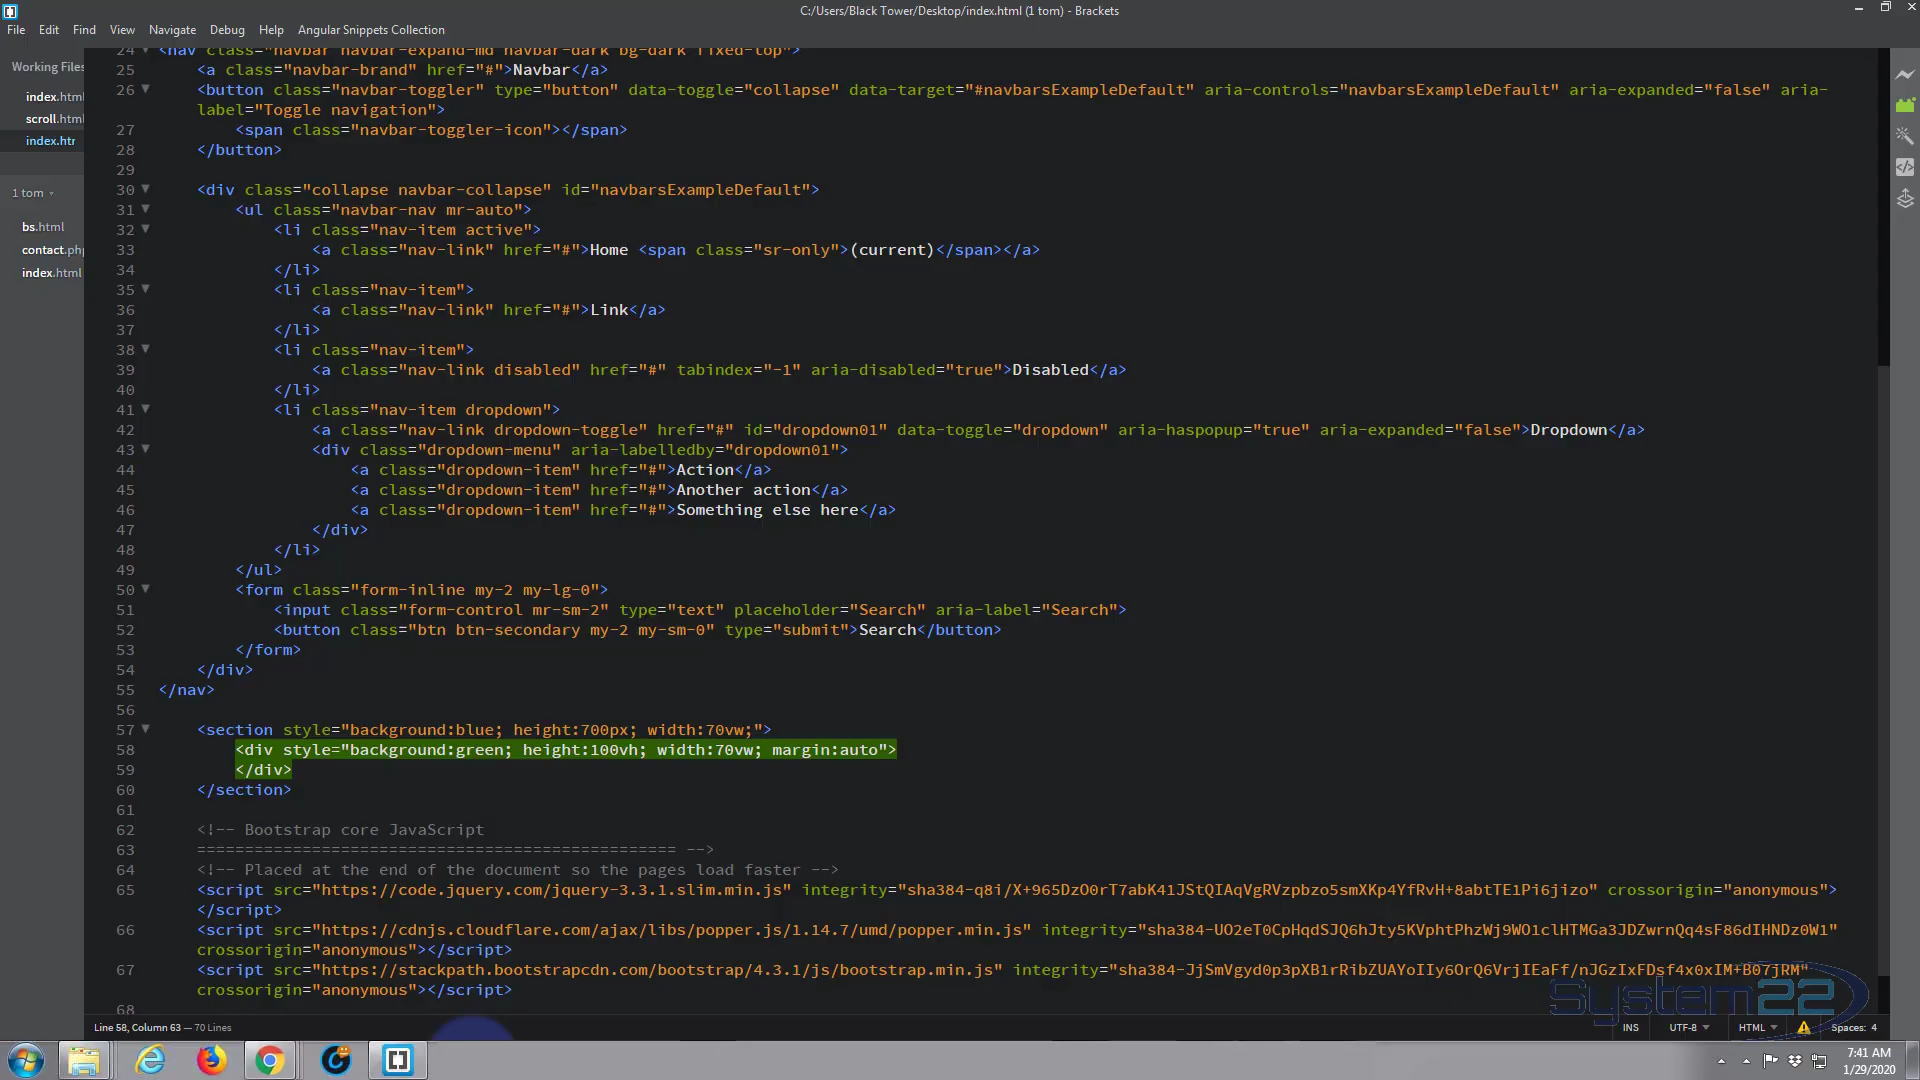 C:/Users/Black Tower/Desktop/index.html (1 tom) - Brackets
File Edit Find View Navigate Debug Help Angular Snippets Collection
Working Files
index.html
scroll.html
index.htr
1 tom
bs.html
contact.php
index.html
24 <nav class="navbar navbar-expand-md navbar-dark bg-dark fixed-top">
25 <a class="navbar-brand" href="#">Navbar</a>
26 <button class="navbar-toggler" type="button" data-toggle="collapse" data-target="#navbarsExampleDefault" aria-controls="navbarsExampleDefault" aria-expanded="false" aria-
label="Toggle navigation">
27 <span class="navbar-toggler-icon"></span>
28 </button>
29
30 <div class="collapse navbar-collapse" id="navbarsExampleDefault">
31 <ul class="navbar-nav mr-auto">
32 <li class="nav-item active">
33 <a class="nav-link" href="#">Home <span class="sr-only">(current)</span></a>
34 </li>
35 <li class="nav-item">
36 <a class="nav-link" href="#">Link</a>
37 </li>
38 <li class="nav-item">
39 <a class="nav-link disabled" href="#" tabindex="-1" aria-disabled="true">Disabled</a>
40 </li>
41 <li class="nav-item dropdown">
42 <a class="nav-link dropdown-toggle" href="#" id="dropdown01" data-toggle="dropdown" aria-haspopup="true" aria-expanded="false">Dropdown</a>
43 <div class="dropdown-menu" aria-labelledby="dropdown01">
44 <a class="dropdown-item" href="#">Action</a>
45 <a class="dropdown-item" href="#">Another action</a>
46 <a class="dropdown-item" href="#">Something else here</a>
47 </div>
48 </li>
49 </ul>
50 <form class="form-inline my-2 my-lg-0">
51 <input class="form-control mr-sm-2" type="text" placeholder="Search" aria-label="Search">
52 <button class="btn btn-secondary my-2 my-sm-0" type="submit">Search</button>
53 </form>
54 </div>
55 </nav>
56
57 <section style="background:blue; height:700px; width:70vw;">
58 <div style="background:green; height:100vh; width:70vw; margin:auto">
59 </div>
60 </section>
61
62 <!-- Bootstrap core JavaScript
63 ================================================== -->
64 <!-- Placed at the end of the document so the pages load faster -->
65 <script src="https://code.jquery.com/jquery-3.3.1.slim.min.js" integrity="sha384-q8i/X+965DzO0rT7abK41JStQIAqVgRVzpbzo5smXKp4YfRvH+8abtTE1Pi6jizo" crossorigin="anonymous">
</script>
66 <script src="https://cdnjs.cloudflare.com/ajax/libs/popper.js/1.14.7/umd/popper.min.js" integrity="sha384-UO2eT0CpHqdSJQ6hJty5KVphtPhzWj9WO1clHTMGa3JDZwrnQq4sF86dIHNDz0W1"
crossorigin="anonymous"></script>
67 <script src="https://stackpath.bootstrapcdn.com/bootstrap/4.3.1/js/bootstrap.min.js" integrity="sha384-JjSmVgyd0p3pXB1rRibZUAYoIIy6OrQ6VrjIEaFf/nJGzIxFDsf4x0xIM+B07jRM"
crossorigin="anonymous"></script>
68
System22
Line 58, Column 63 — 70 Lines
INS UTF-8 HTML Spaces: 4
7:41 AM
1/29/2020